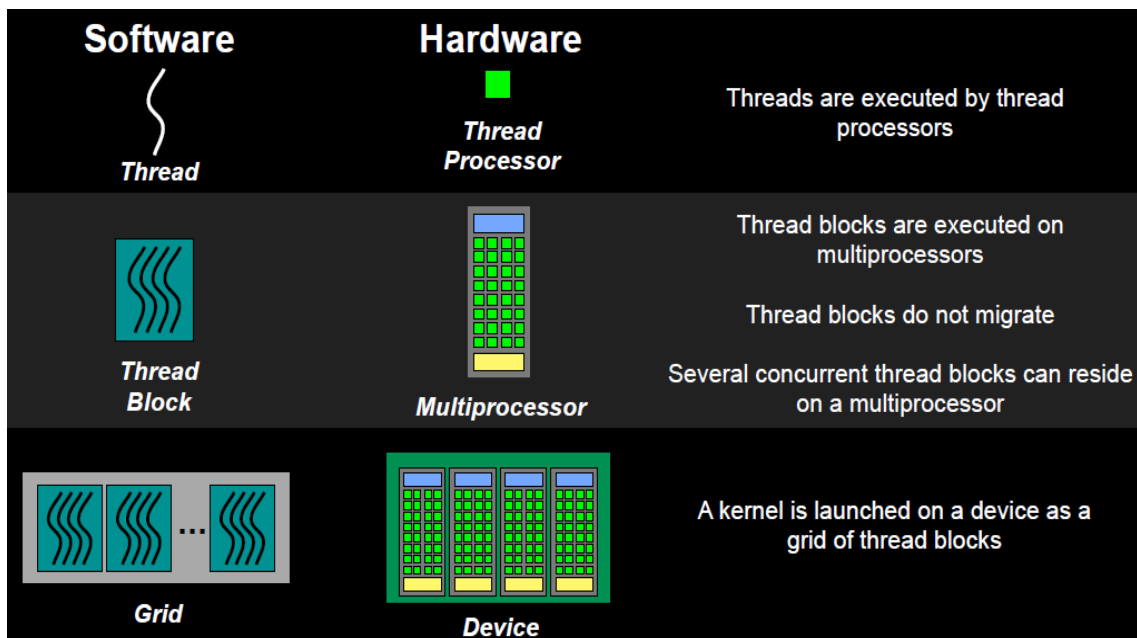 Software
Hardware
Thread
Thread
Processor
Threads are executed by thread
processors
Thread
Block
Multiprocessor
Thread blocks are executed on
multiprocessors
Thread blocks do not migrate
Several concurrent thread blocks can reside
on a multiprocessor
...
Grid
Device
A kernel is launched on a device as a
grid of thread blocks